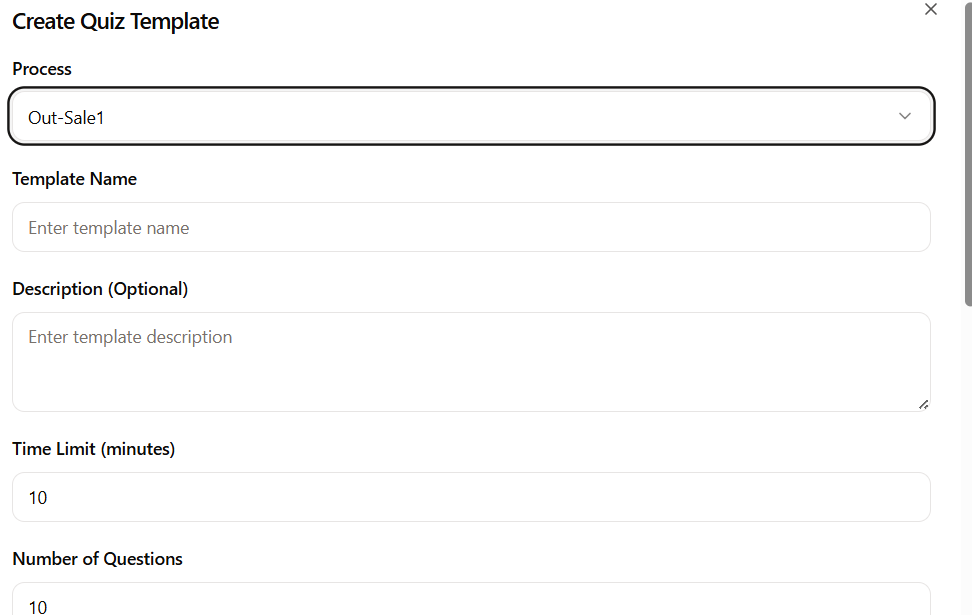 Create Quiz Template
Process
Out-Sale1
Template Name
Enter template name
Description (Optional)
Enter template description
Time Limit (minutes)
10
Number of Questions
10